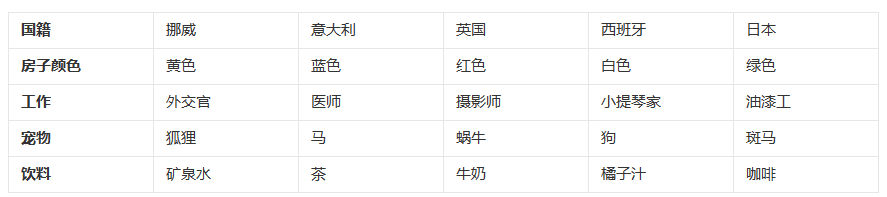 国籍 挪威 意大利 英国 西班牙 日本
房子颜色 黄色 蓝色 红色 白色 绿色
工作 外交官 医师 摄影师 小提琴家 油漆工
宠物 狐狸 马 蜗牛 狗 斑马
饮料 矿泉水 茶 牛奶 橘子汁 咖啡